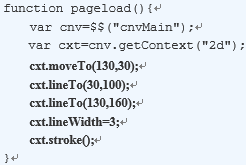 function pageload(){↵
var cnv=$$("cnvMain");↵
var cxt=cnv.getContext("2d");
cxt.moveTo(130,30);↵
cxt.lineTo(30,100);↵
cxt.lineTo(130,160);↵
cxt.lineWidth=3;↵
cxt.stroke();↵
}↵